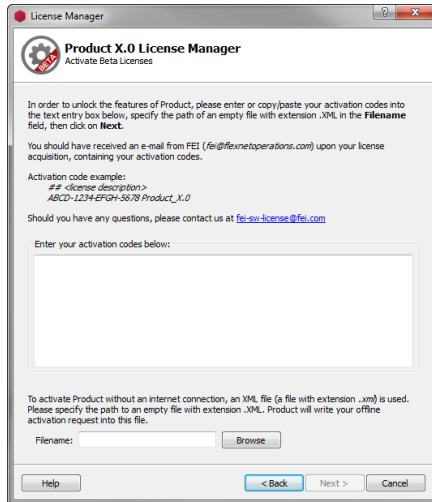 License Manager
Product X.0 License Manager
Activate Beta Licenses
BETA
In order to unlock the features of Product, please enter or copy/paste your activation codes into
the text entry box below, specify the path of an empty file with extension .XML in the Filename
field, then click on Next.
You should have received an e-mail from FEI (fei@flexnetoperations.com) upon your license
acquisition, containing your activation codes.
Activation code example:
## <license description>
ABCD-1234-EFGH-5678 Product_X.0
Should you have any questions, please contact us at fei-sw-license@fei.com
Enter your activation codes below:
To activate Product without an internet connection, an XML file (a file with extension ..xml) is used.
Please specify the path to an empty file with extension .XML. Product will write your offline
activation request into this file.
Filename: Browse
Help < Back Next > Cancel